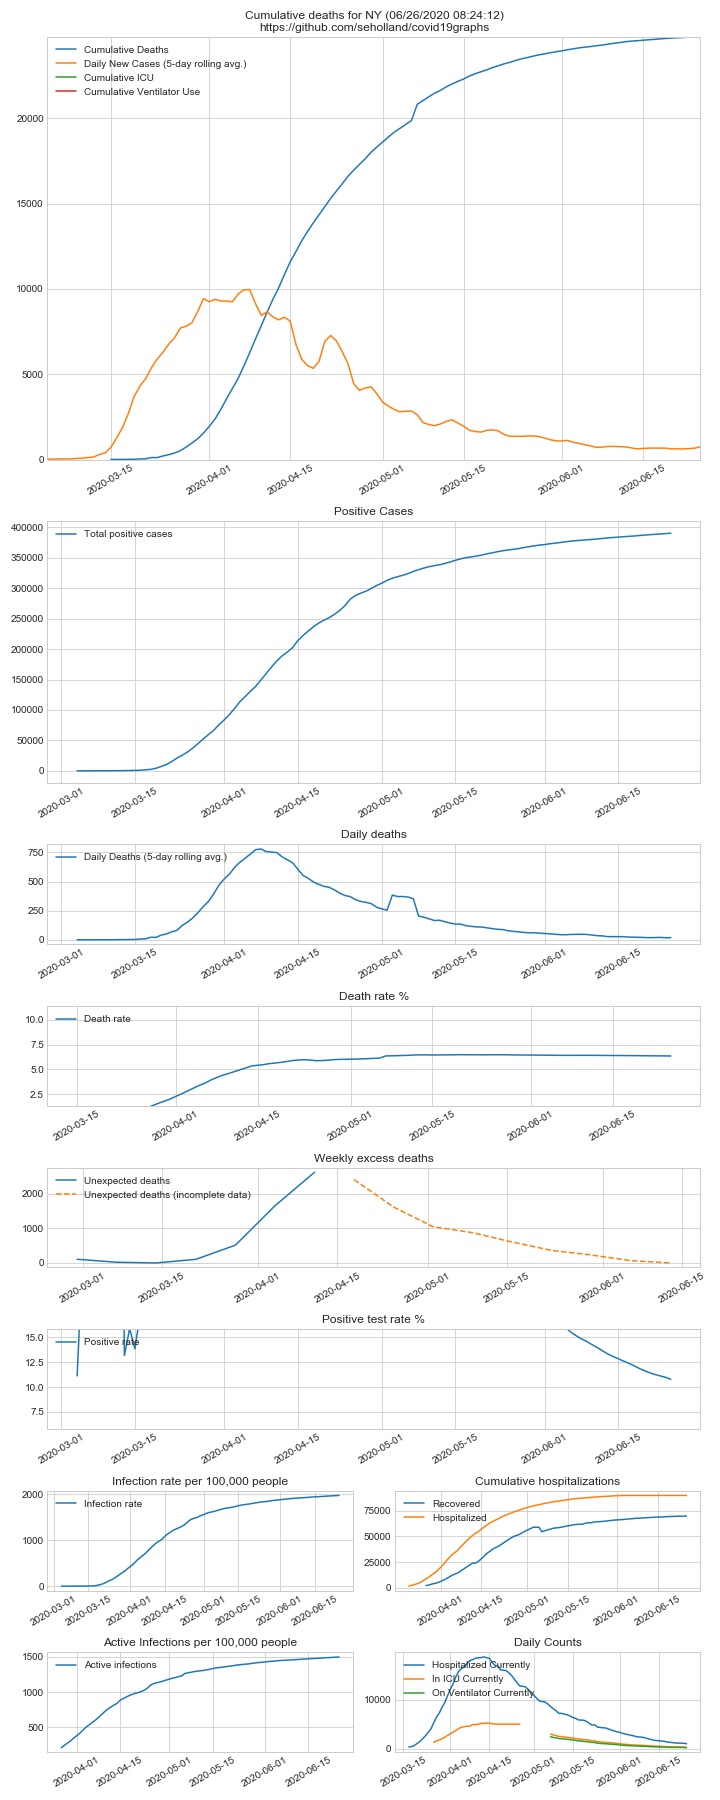 Cumulative deaths for NY (06/26/2020 08:24:12)
https://github.com/seholland/covid19graphs
Cumulative Deaths
Daily New Cases (5-day rolling avg.)
Cumulative ICU
Cumulative Ventilator Use
20000
15000
10000
5000
0
2020-03-15 2020-04-01 2020-04-15 2020-05-01 2020-05-15 2020-06-01 2020-06-15
Positive Cases
Total positive cases
400000
350000
300000
250000
200000
150000
100000
50000
0
2020-03-01 2020-03-15 2020-04-01 2020-04-15 2020-05-01 2020-05-15 2020-06-01 2020-06-15
Daily deaths
Daily Deaths (5-day rolling avg.)
750
500
250
0
2020-03-01 2020-03-15 2020-04-01 2020-04-15 2020-05-01 2020-05-15 2020-06-01 2020-06-15
Death rate %
Death rate
10.0
7.5
5.0
2.5
2020-03-15 2020-04-01 2020-04-15 2020-05-01 2020-05-15 2020-06-01 2020-06-15
Weekly excess deaths
Unexpected deaths
Unexpected deaths (incomplete data)
2000
1000
0
2020-03-01 2020-03-15 2020-04-01 2020-04-15 2020-05-01 2020-05-15 2020-06-01 2020-06-15
Positive test rate %
Positive rate
15.0
12.5
10.0
7.5
2020-03-01 2020-03-15 2020-04-01 2020-04-15 2020-05-01 2020-05-15 2020-06-01 2020-06-15
Infection rate per 100,000 people
Infection rate
2000
1000
0
2020-03-01 2020-03-15 2020-04-01 2020-04-15 2020-05-01 2020-05-15 2020-06-01 2020-06-15
Cumulative hospitalizations
Recovered
Hospitalized
75000
50000
25000
0
2020-04-01 2020-04-15 2020-05-01 2020-05-15 2020-06-01 2020-06-15
Active Infections per 100,000 people
Active infections
1500
1000
500
2020-04-01 2020-04-15 2020-05-01 2020-05-15 2020-06-01 2020-06-15
Daily Counts
Hospitalized Currently
In ICU Currently
On Ventilator Currently
10000
0
2020-03-15 2020-04-01 2020-04-15 2020-05-01 2020-05-15 2020-06-01 2020-06-15